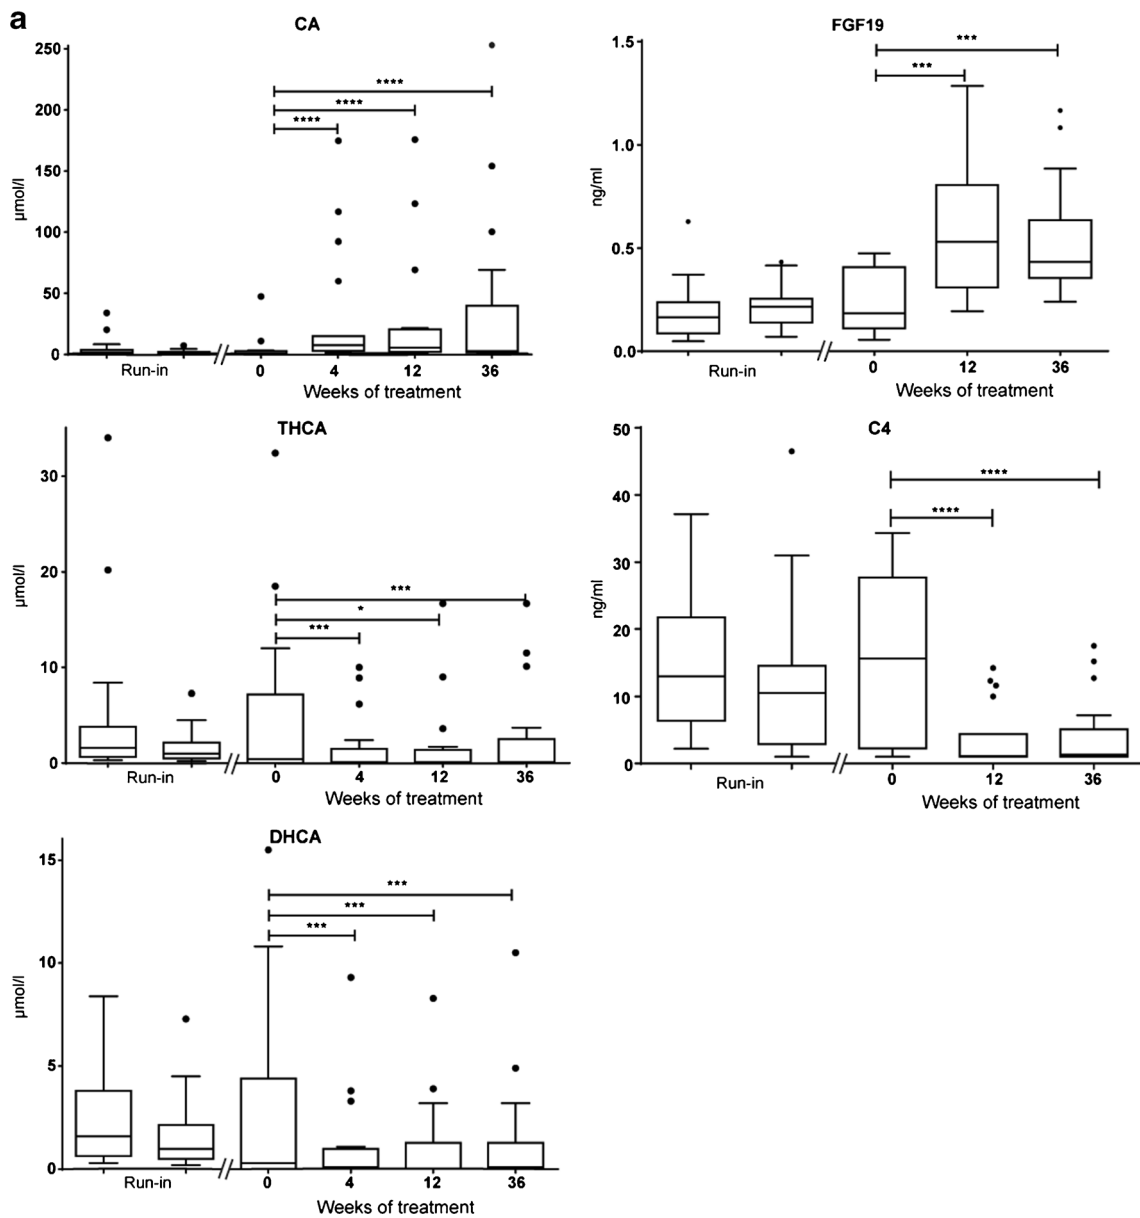 a
CA
250
200
150
100
50
0
µmol/l
****
****
****
Run-in
0
4
12
36
Weeks of treatment
FGF19
1.5
1.0
0.5
0.0
ng/ml
***
***
Run-in
0
12
36
Weeks of treatment
THCA
30
20
10
0
µmol/l
***
*
***
Run-in
0
4
12
36
Weeks of treatment
C4
50
40
30
20
10
0
ng/ml
****
****
Run-in
0
12
36
Weeks of treatment
DHCA
15
10
5
0
µmol/l
***
***
***
Run-in
0
4
12
36
Weeks of treatment